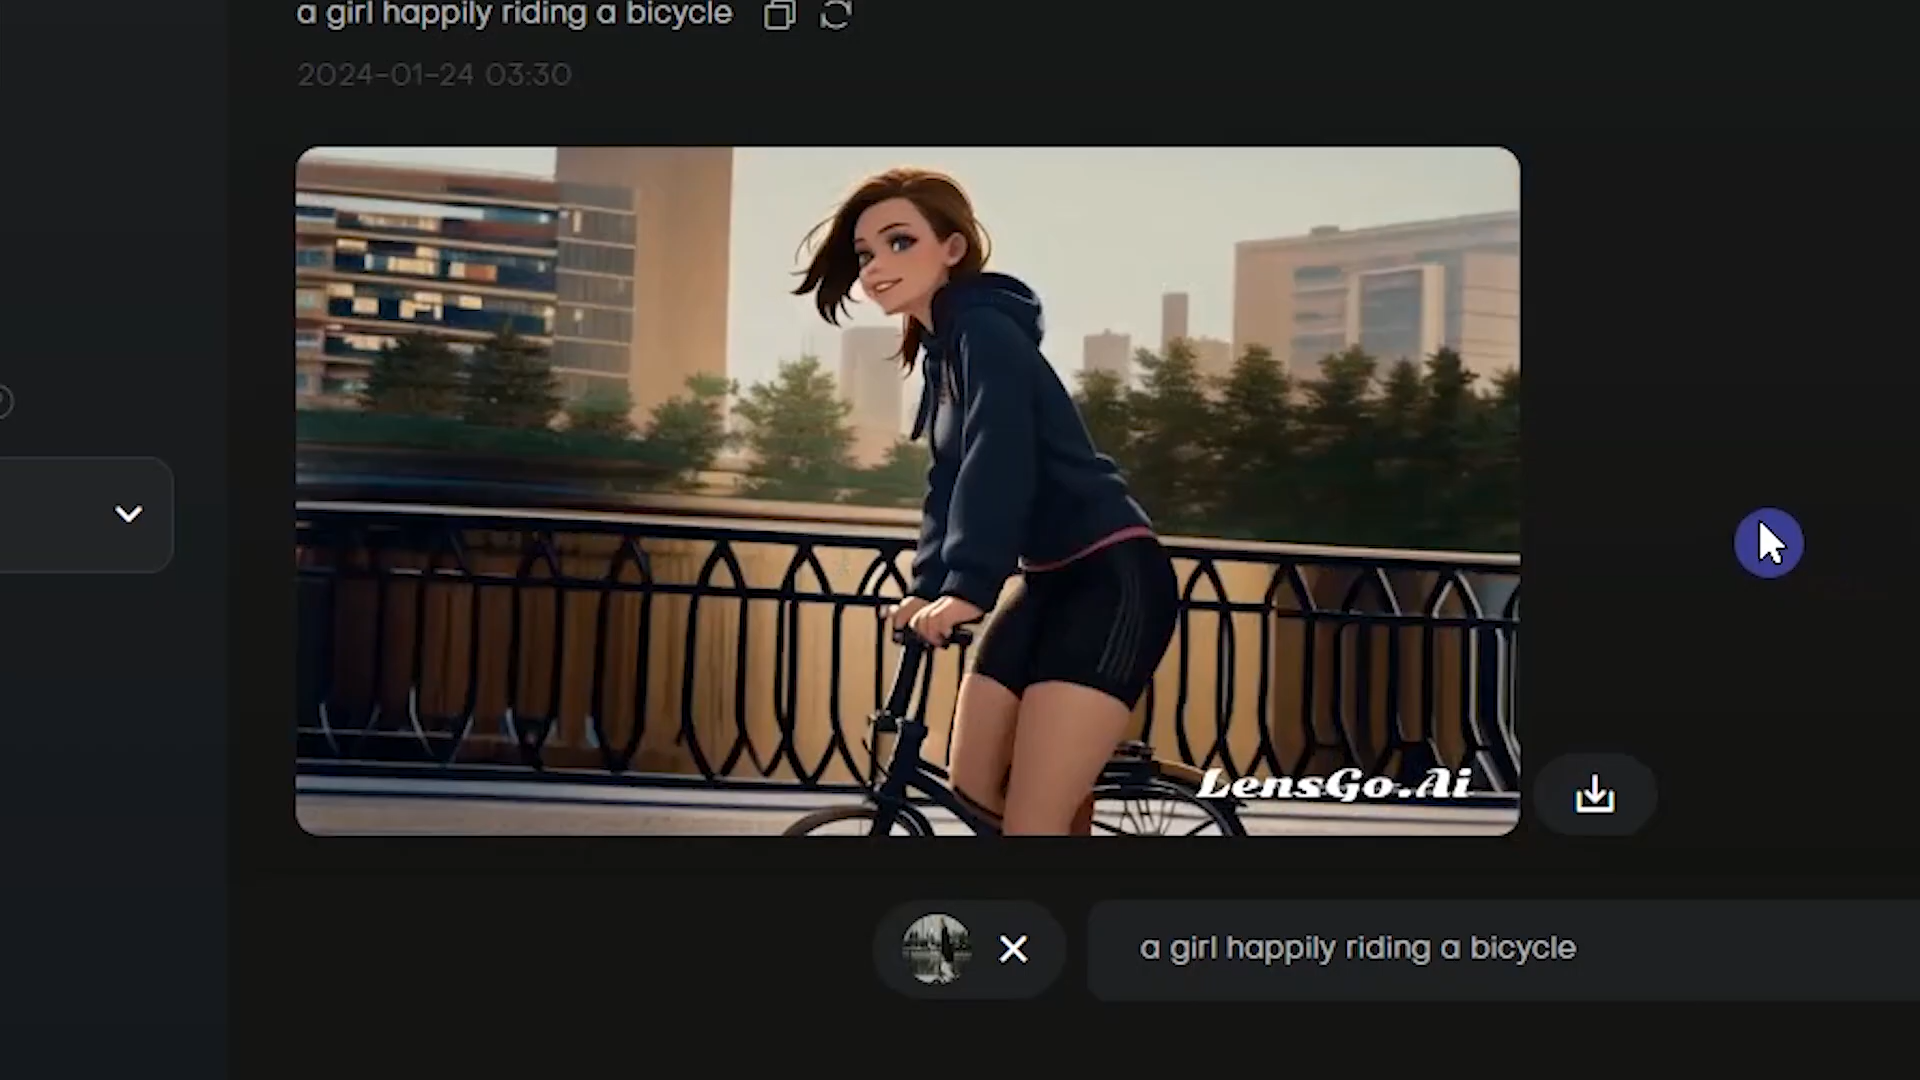 a girl happily riding a bicycle
2024-01-24 03:30
LensGo.Ai
a girl happily riding a bicycle